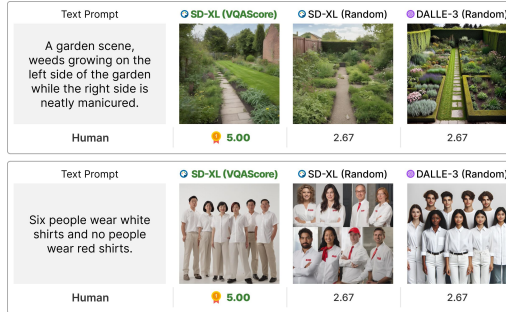 Text Prompt
SD-XL (VQAScore)
SD-XL (Random)
DALLE-3 (Random)
A garden scene,
weeds growing on the
left side of the garden
while the right side is
neatly manicured.
Human
5.00
2.67
2.67
Text Prompt
SD-XL (VQAScore)
SD-XL (Random)
DALLE-3 (Random)
Six people wear white
shirts and no people
wear red shirts.
Human
5.00
2.67
2.67